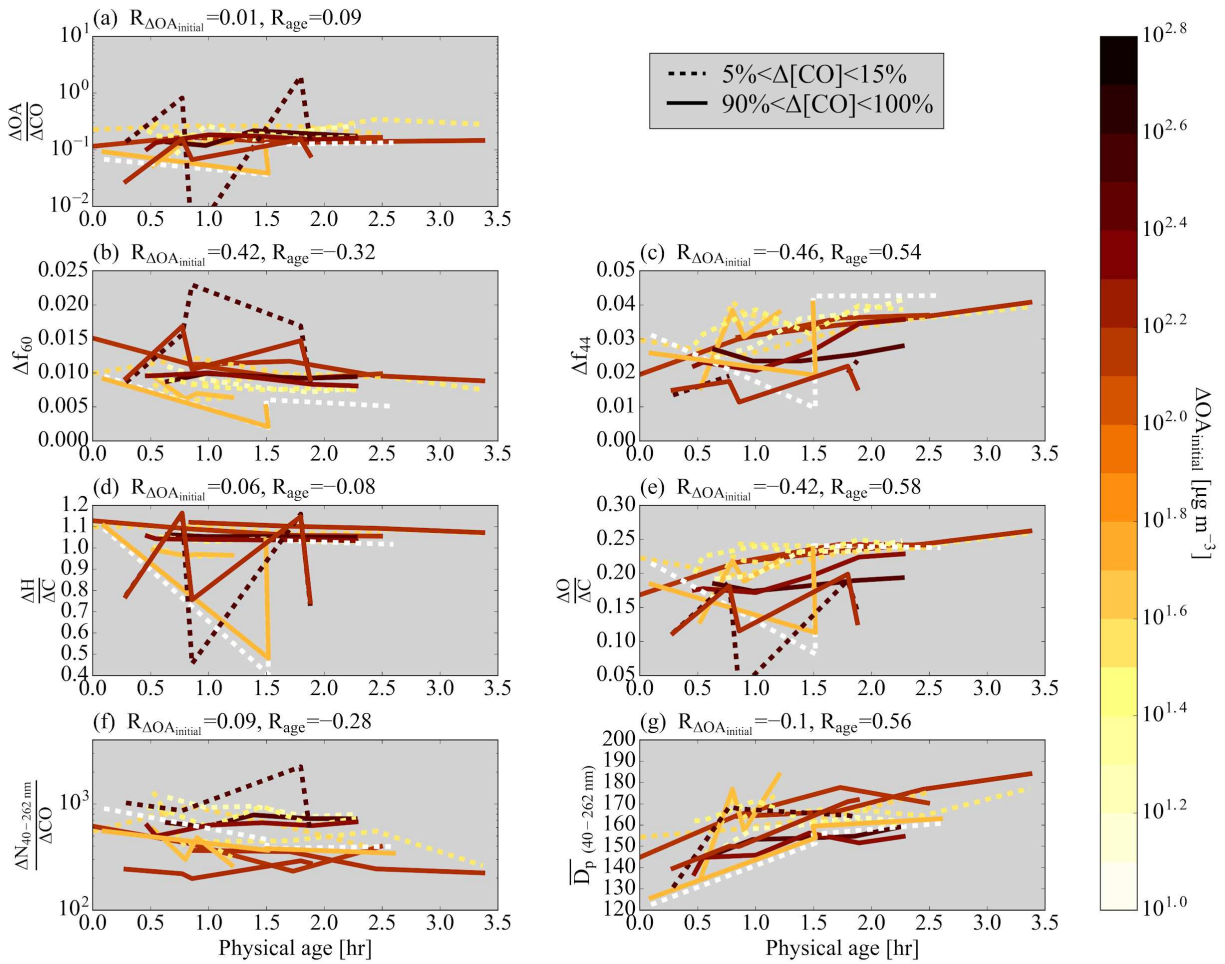 (a) R_ΔOA_initial=0.01, R_age=0.09
10^1
10^0
10^−1
10^−2
ΔOA
ΔCO
0.0 0.5 1.0 1.5 2.0 2.5 3.0 3.5
5%<Δ[CO]<15%
90%<Δ[CO]<100%
(b) R_ΔOA_initial=0.42, R_age=−0.32
0.025
0.020
0.015
0.010
0.005
0.000
Δf_60
0.0 0.5 1.0 1.5 2.0 2.5 3.0 3.5
(c) R_ΔOA_initial=−0.46, R_age=0.54
0.05
0.04
0.03
0.02
0.01
0.00
Δf_44
0.0 0.5 1.0 1.5 2.0 2.5 3.0 3.5
(d) R_ΔOA_initial=0.06, R_age=−0.08
1.2
1.1
1.0
0.9
0.8
0.7
0.6
0.5
0.4
ΔH
ΔC
0.0 0.5 1.0 1.5 2.0 2.5 3.0 3.5
(e) R_ΔOA_initial=−0.42, R_age=0.58
0.30
0.25
0.20
0.15
0.10
0.05
ΔO
ΔC
0.0 0.5 1.0 1.5 2.0 2.5 3.0 3.5
(f) R_ΔOA_initial=0.09, R_age=−0.28
10^3
10^2
ΔN_40−262 nm
ΔCO
0.0 0.5 1.0 1.5 2.0 2.5 3.0 3.5
Physical age [hr]
(g) R_ΔOA_initial=−0.1, R_age=0.56
200
190
180
170
160
150
140
130
120
D_p (40−262 nm)
0.0 0.5 1.0 1.5 2.0 2.5 3.0 3.5
Physical age [hr]
10^2.8
10^2.6
10^2.4
10^2.2
10^2.0
10^1.8
10^1.6
10^1.4
10^1.2
10^1.0
ΔOA_initial [μg m^−3]